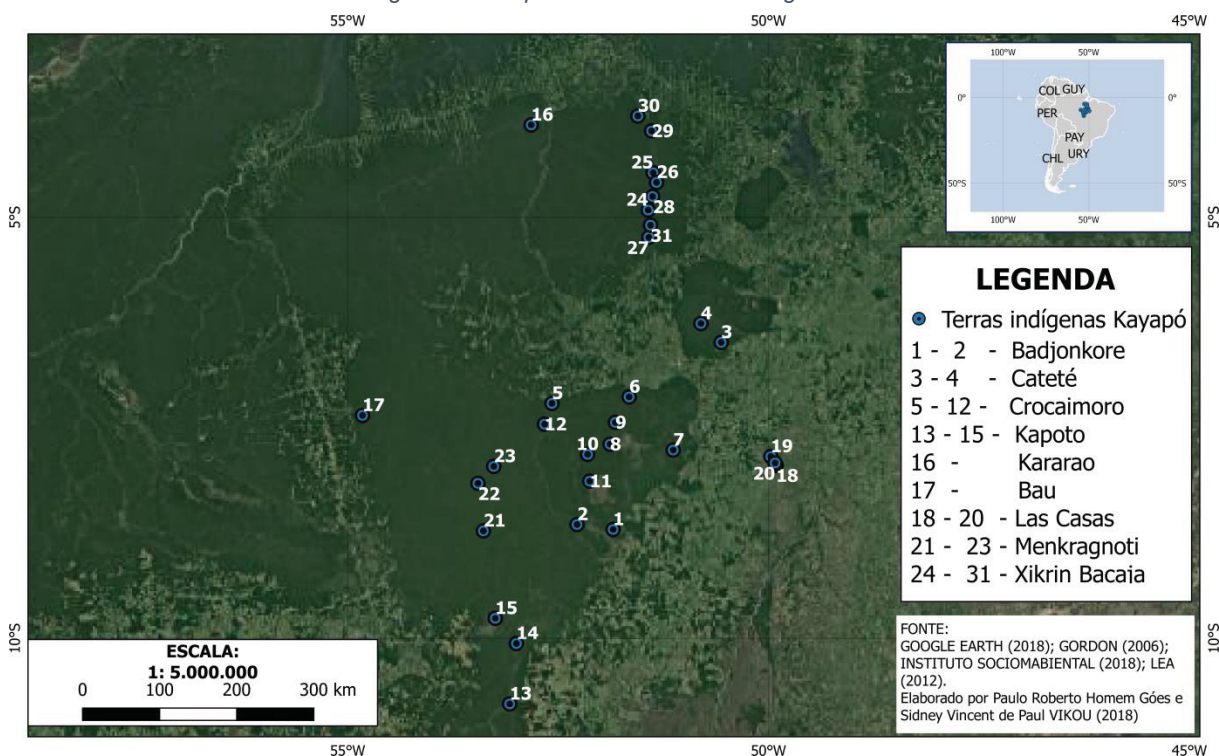 55°W 50°W 45°W
100°W 50°W
0° 0°
COL GUY
PER
PAY
CHL URY
50°S 50°S
100°W 50°W
16
30
29
25
26
24
28
31
27
5°S 5°S
4
3
5
6
17
12
9
8
10
7
19
23
20 18
22
11
2
1
21
15
14
13
10°S 10°S
LEGENDA
Terras indígenas Kayapó
1 - 2 - Badjonkore
3 - 4 - Cateté
5 - 12 - Crocaimoro
13 - 15 - Kapoto
16 - Kararao
17 - Bau
18 - 20 - Las Casas
21 - 23 - Menkragnoti
24 - 31 - Xikrin Bacaja
ESCALA:
1: 5.000.000
0 100 200 300 km
FONTE:
GOOGLE EARTH (2018); GORDON (2006);
INSTITUTO SOCIOMABIENTAL (2018); LEA
(2012).
Elaborado por Paulo Roberto Homem Góes e
Sidney Vincent de Paul VIKOU (2018)
55°W 50°W 45°W